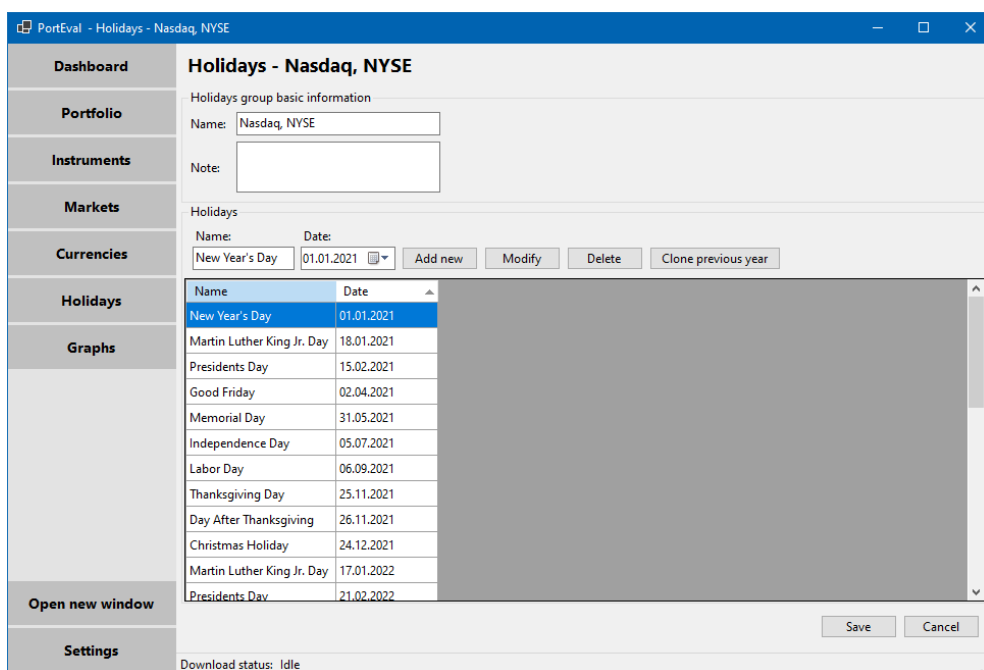 PortEval - Holidays - Nasdaq, NYSE
Dashboard
Portfolio
Instruments
Markets
Currencies
Holidays
Graphs
Open new window
Settings
Holidays - Nasdaq, NYSE
Holidays group basic information
Name: Nasdaq, NYSE
Note:
Holidays
Name: Date:
New Year's Day 01.01.2021 Add new Modify Delete Clone previous year
Name Date
New Year's Day 01.01.2021
Martin Luther King Jr. Day 18.01.2021
Presidents Day 15.02.2021
Good Friday 02.04.2021
Memorial Day 31.05.2021
Independence Day 05.07.2021
Labor Day 06.09.2021
Thanksgiving Day 25.11.2021
Day After Thanksgiving 26.11.2021
Christmas Holiday 24.12.2021
Martin Luther King Jr. Day 17.01.2022
Presidents Day 21.02.2022
Save Cancel
Download status: Idle